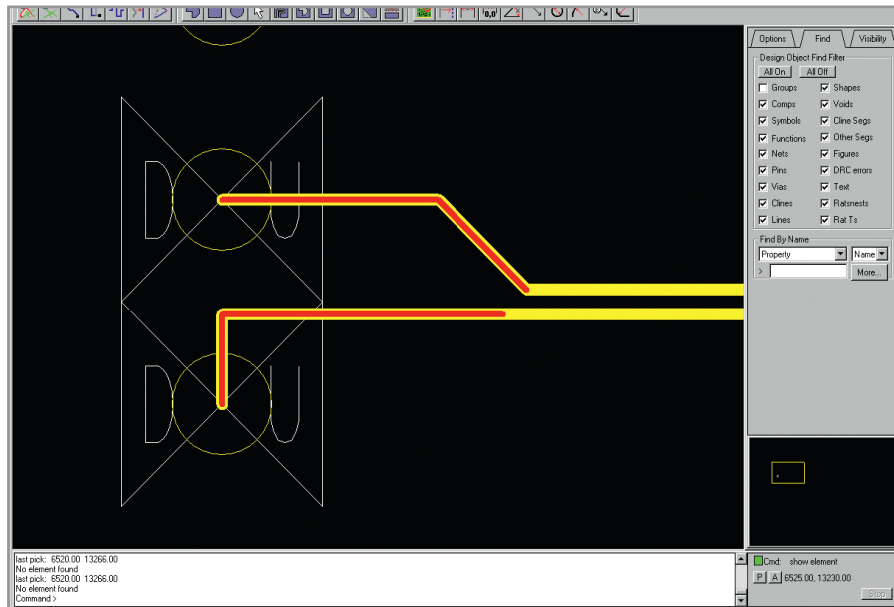 Options Find Visibility
Design Object Find Filter
All On All Off
Groups Shapes
Comps Voids
Symbols Cline Segs
Functions Other Segs
Nets Figures
Pins DRC errors
Vias Text
Clines Ratsnests
Lines Rat Ts
Find By Name
Property Name
> More...
D U
D U
last pick: 6520.00 13266.00
No element found
last pick: 6520.00 13266.00
No element found
Command >
Cmd: show element
P A 6525.00, 13230.00
Stop